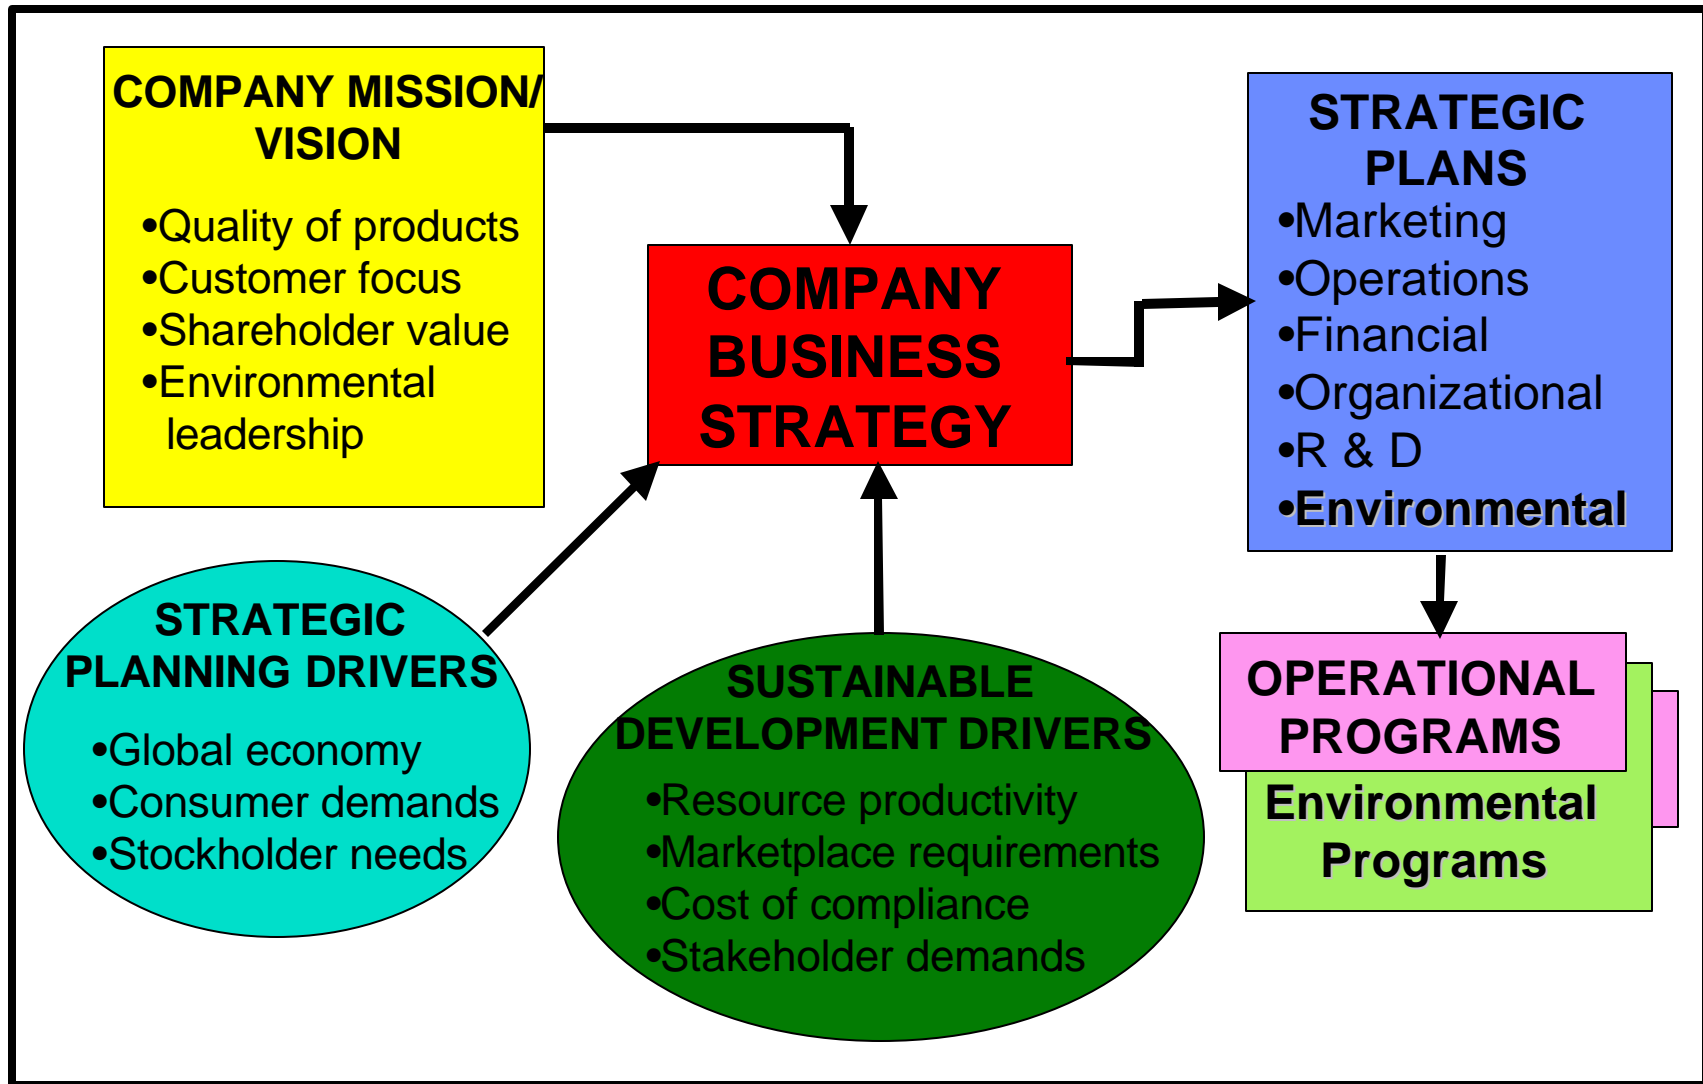 COMPANY MISSION/
VISION
•Quality of products
•Customer focus
•Shareholder value
•Environmental
leadership
COMPANY
BUSINESS
STRATEGY
STRATEGIC
PLANS
•Marketing
•Operations
•Financial
•Organizational
•R & D
•Environmental
STRATEGIC
PLANNING DRIVERS
•Global economy
•Consumer demands
•Stockholder needs
SUSTAINABLE
DEVELOPMENT DRIVERS
•Resource productivity
•Marketplace requirements
•Cost of compliance
•Stakeholder demands
OPERATIONAL
PROGRAMS
Environmental
Programs